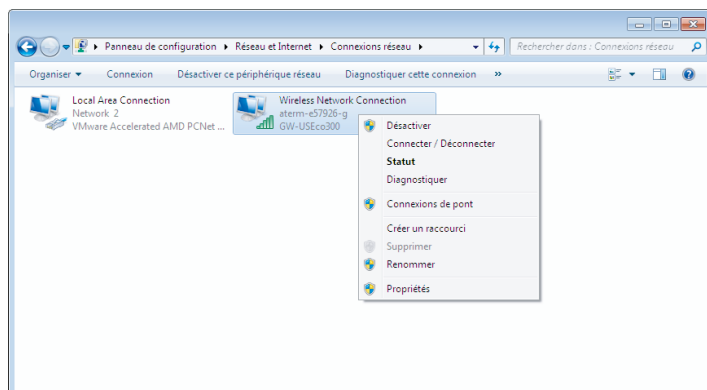 Panneau de configuration Réseau et Internet Connexions réseau
Rechercher dans : Connexions réseau
Organiser Connexion Désactiver ce périphérique réseau Diagnostiquer cette connexion »
Local Area Connection
Network 2
VMware Accelerated AMD PCNet ...
Wireless Network Connection
aterm-e57926-g
GW-USEco300
Désactiver
Connecter / Déconnecter
Statut
Diagnostiquer
Connexions de pont
Créer un raccourci
Supprimer
Renommer
Propriétés